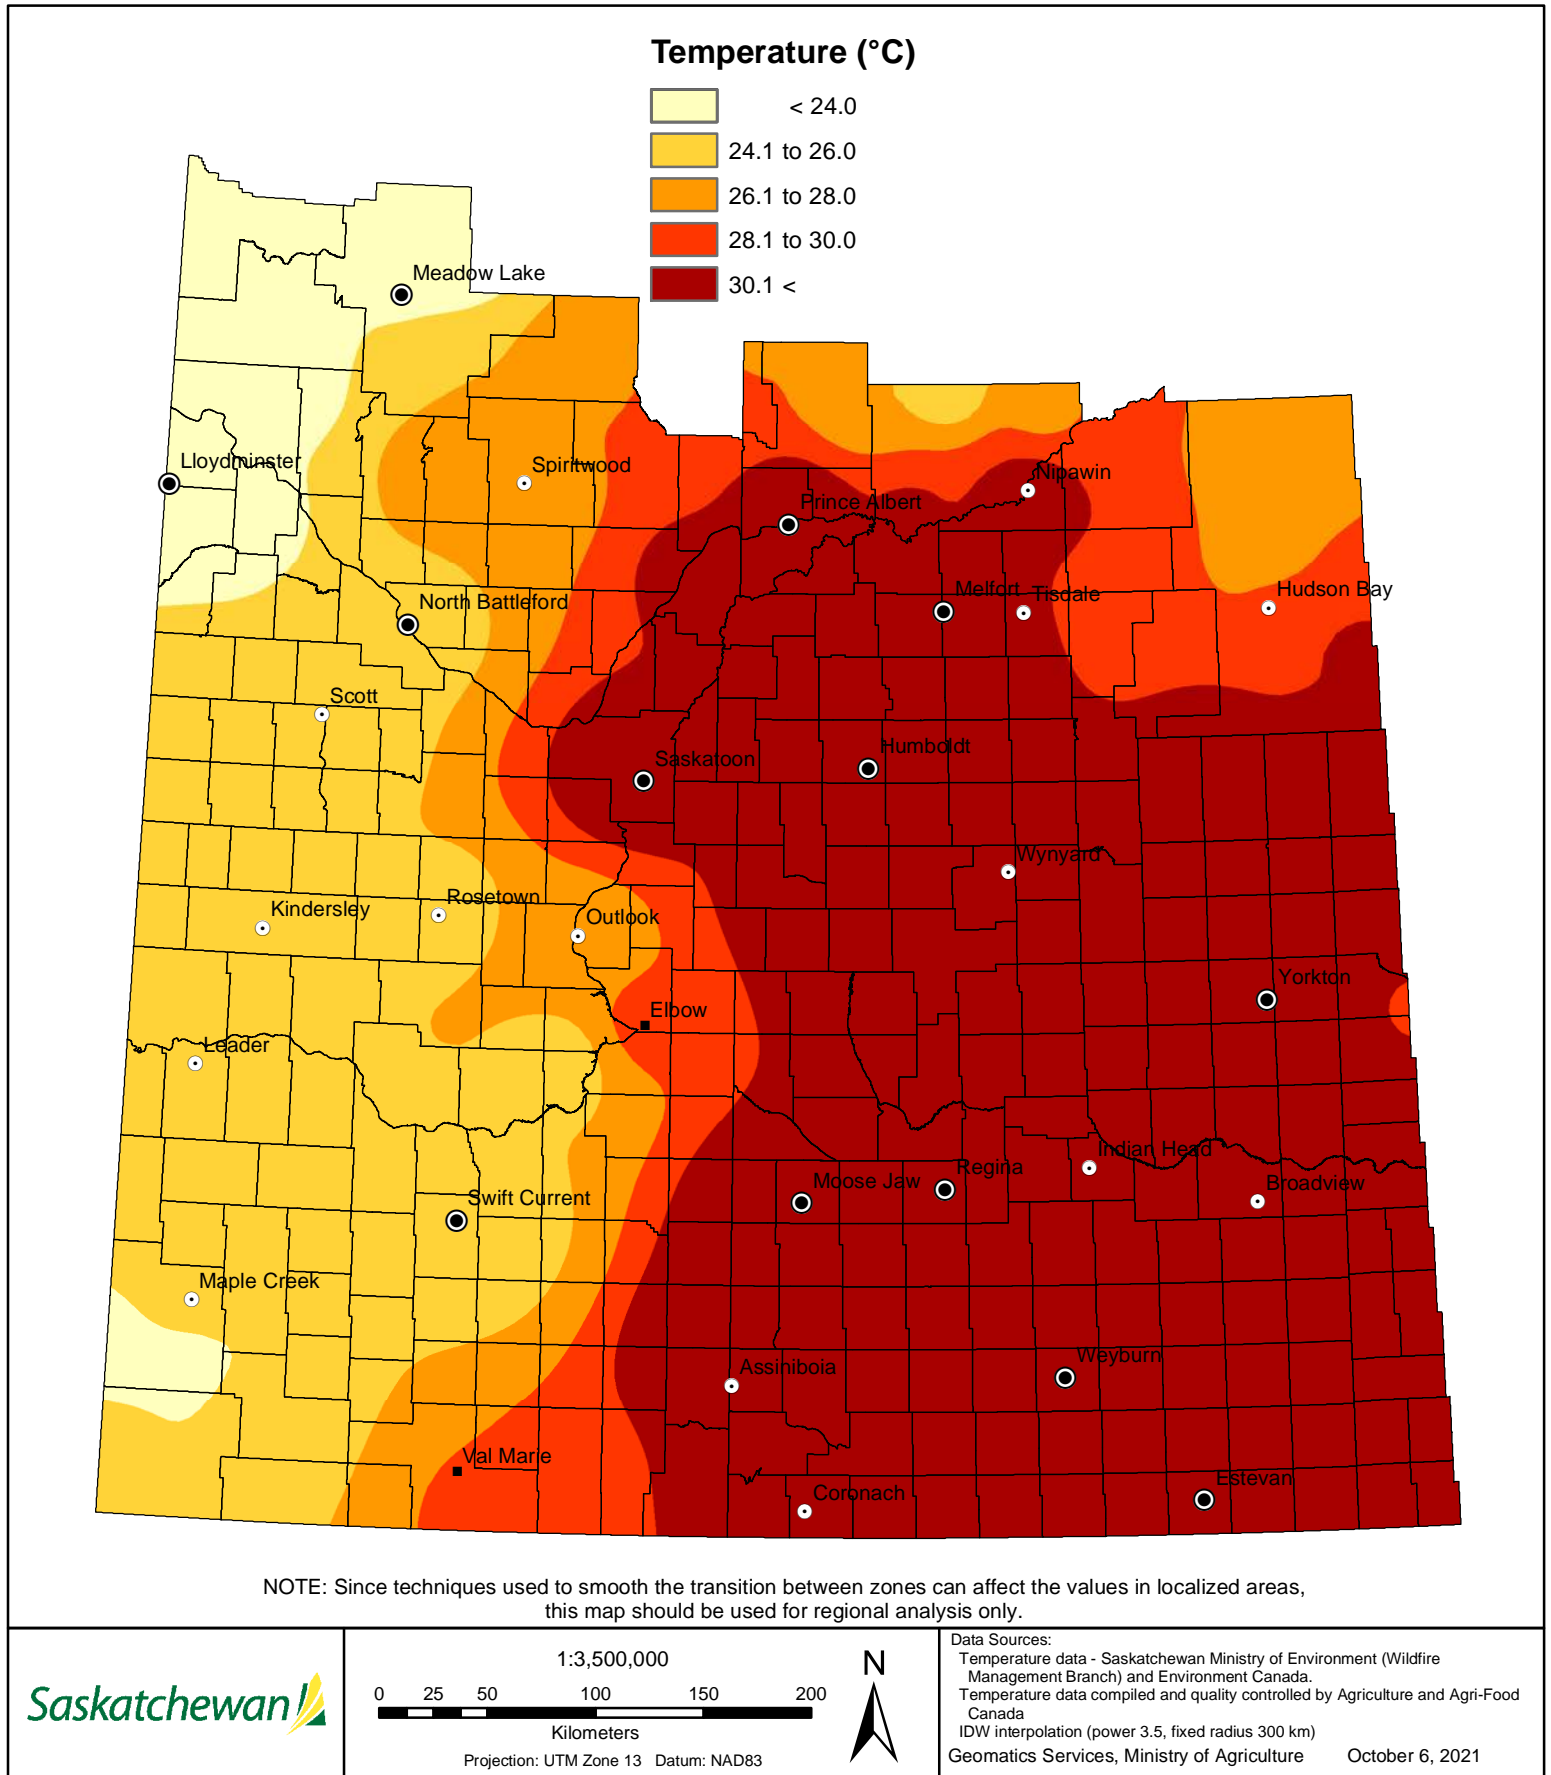 Temperature (°C)
< 24.0
24.1 to 26.0
26.1 to 28.0
28.1 to 30.0
30.1 <
Meadow Lake
Lloydminster
Spiritwood
Nipawin
Prince Albert
Melfort
Tisdale
Hudson Bay
North Battleford
Scott
Saskatoon
Humboldt
Wynyard
Kindersley
Rosetown
Outlook
Yorkton
Elbow
Leader
Indian Head
Moose Jaw
Regina
Broadview
Swift Current
Maple Creek
Assiniboia
Weyburn
Val Marie
Coronach
Estevan
NOTE: Since techniques used to smooth the transition between zones can affect the values in localized areas,
this map should be used for regional analysis only.
Saskatchewan
1:3,500,000
0 25 50 100 150 200
Kilometers
Projection: UTM Zone 13 Datum: NAD83
N
Data Sources:
Temperature data - Saskatchewan Ministry of Environment (Wildfire
Management Branch) and Environment Canada.
Temperature data compiled and quality controlled by Agriculture and Agri-Food
Canada
IDW interpolation (power 3.5, fixed radius 300 km)
Geomatics Services, Ministry of Agriculture October 6, 2021